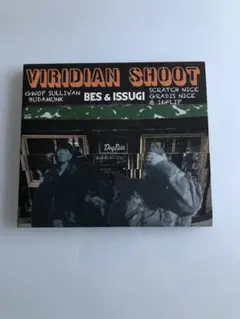 VIRIDIAN SHOOT
GWOP SULLIVAN
BUDAMUNK
BES & ISSUGI
SCRATCH NICE
GRADIS NICE
& 16FLIP